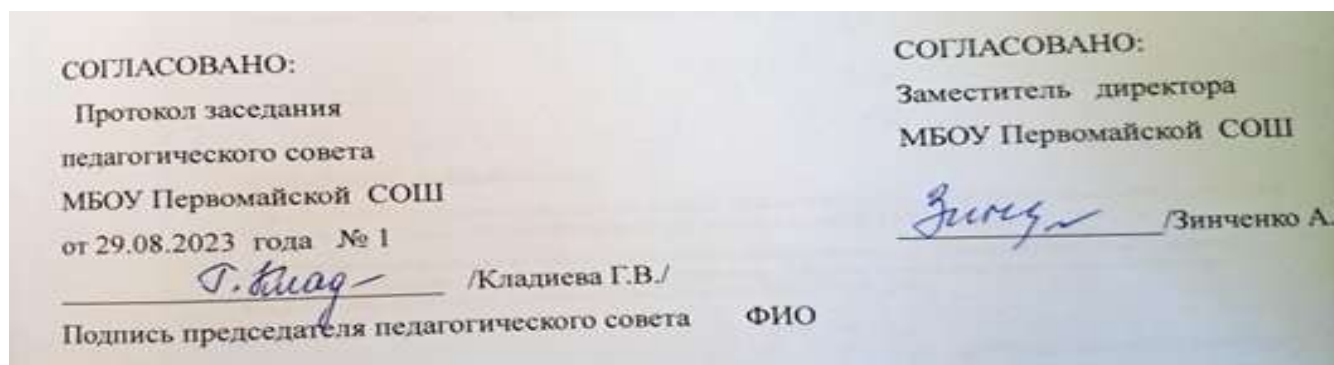 СОГЛАСОВАНО:
Протокол заседания
педагогического совета
МБОУ Первомайской СОШ
от 29.08.2023 года № 1
Г. Клад /Кладиева Г.В./
Подпись председателя педагогического совета ФИО
СОГЛАСОВАНО:
Заместитель директора
МБОУ Первомайской СОШ
/Зинченко А.